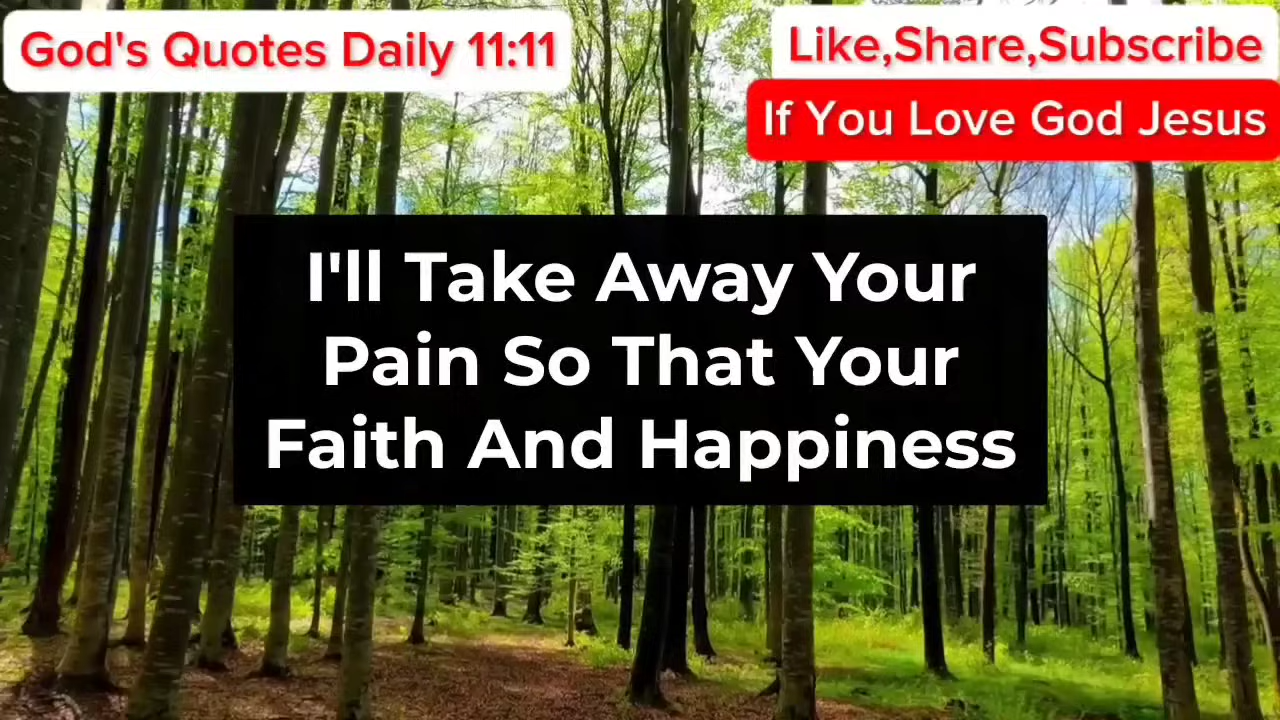 God's Quotes Daily 11:11
Like,Share,Subscribe
If You Love God Jesus
I'll Take Away Your
Pain So That Your
Faith And Happiness